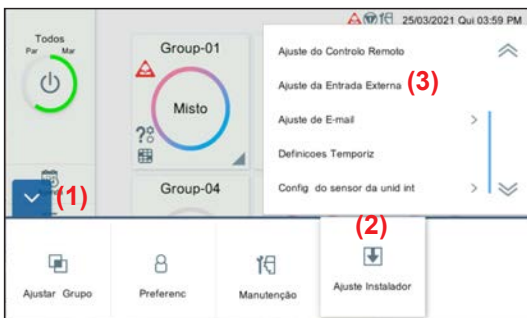 25/03/2021 Qui 03:59 PM
Todos
Par Mar
Group-01
Misto
Group-04
Ajuste do Controlo Remoto
Ajuste da Entrada Externa (3)
Ajuste de E-mail
Definicoes Temporiz
Config do sensor da unid int
(1)
(2)
Ajustar Grupo
Preferenc
Manutenção
Ajuste Instalador